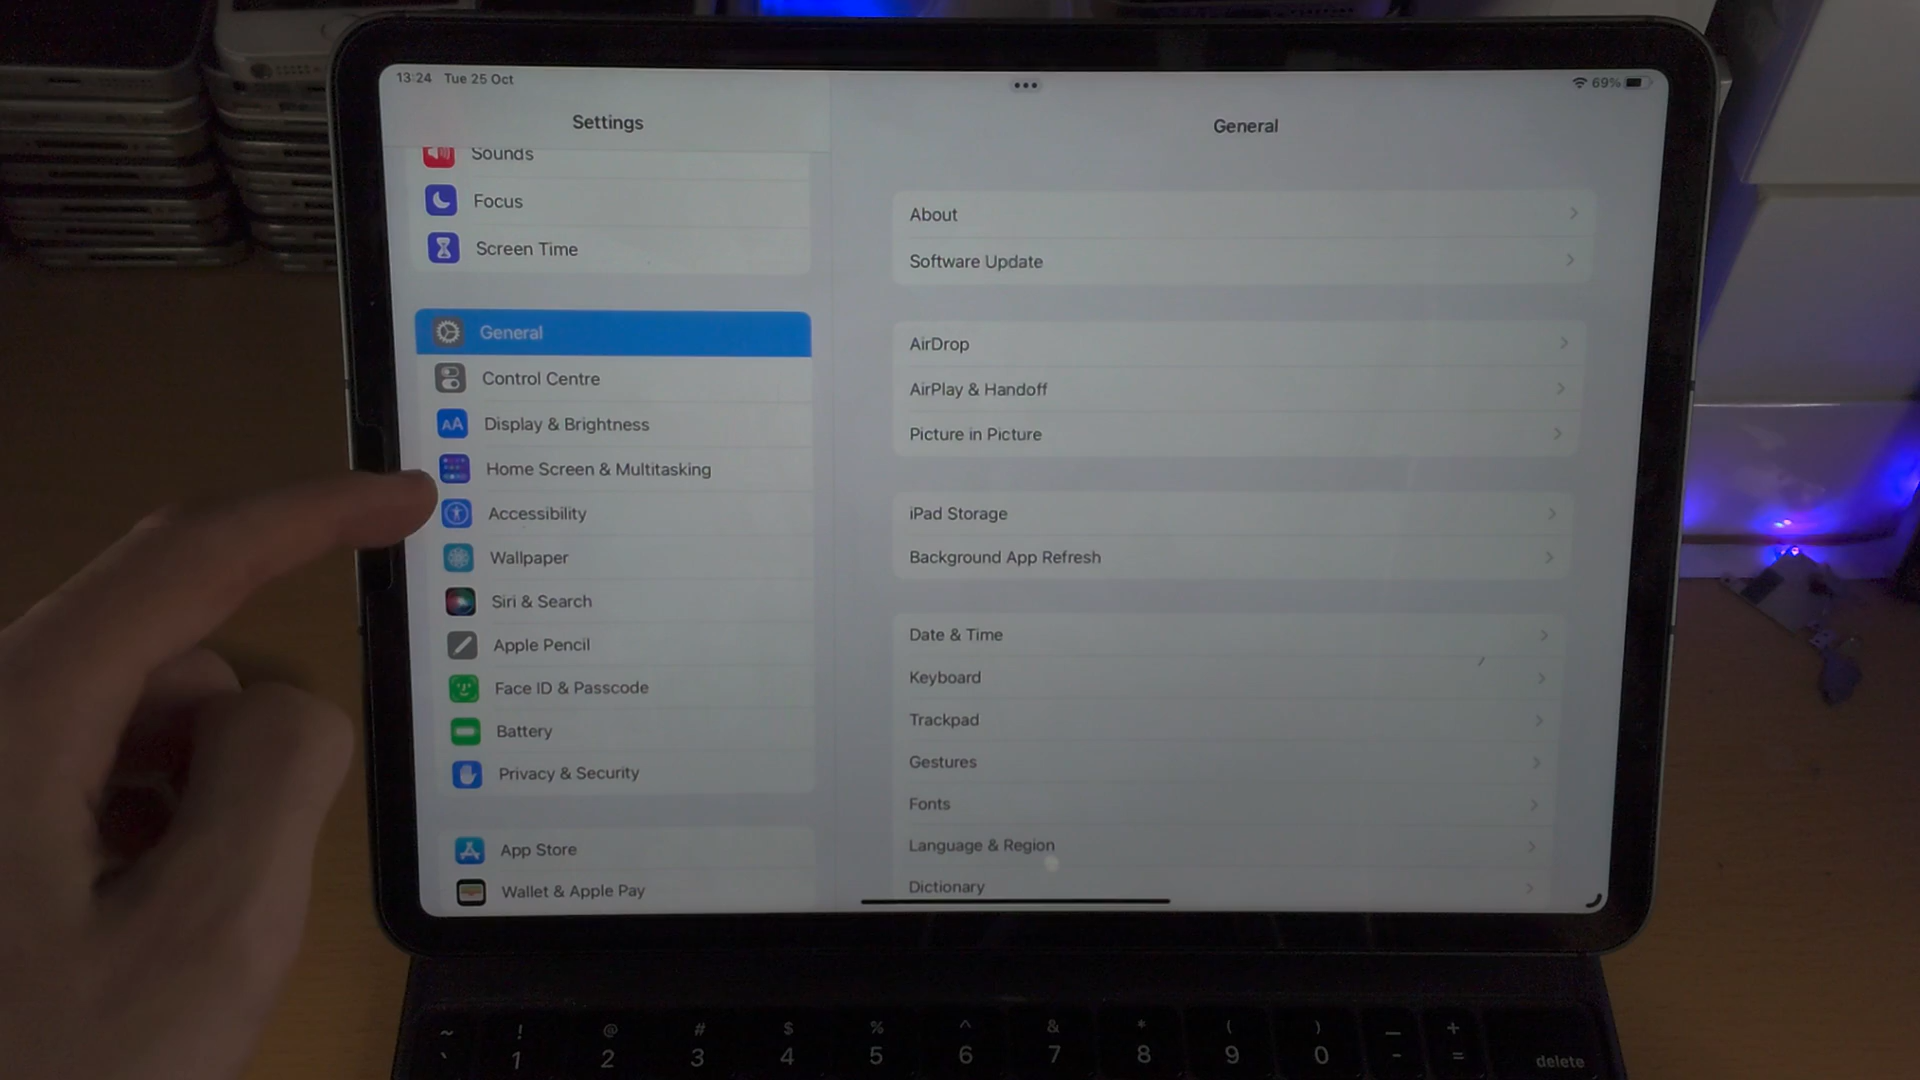 13:24 Tue 25 Oct
69%
Settings
Sounds
Focus
Screen Time
General
Control Centre
AA Display & Brightness
Home Screen & Multitasking
Accessibility
Wallpaper
Siri & Search
Apple Pencil
Face ID & Passcode
Battery
Privacy & Security
App Store
Wallet & Apple Pay
General
About
Software Update
AirDrop
AirPlay & Handoff
Picture in Picture
iPad Storage
Background App Refresh
Date & Time
Keyboard
Trackpad
Gestures
Fonts
Language & Region
Dictionary
~ ! @ # $ % ^ & * ( ) — +
` 1 2 3 4 5 6 7 8 9 0 - = delete